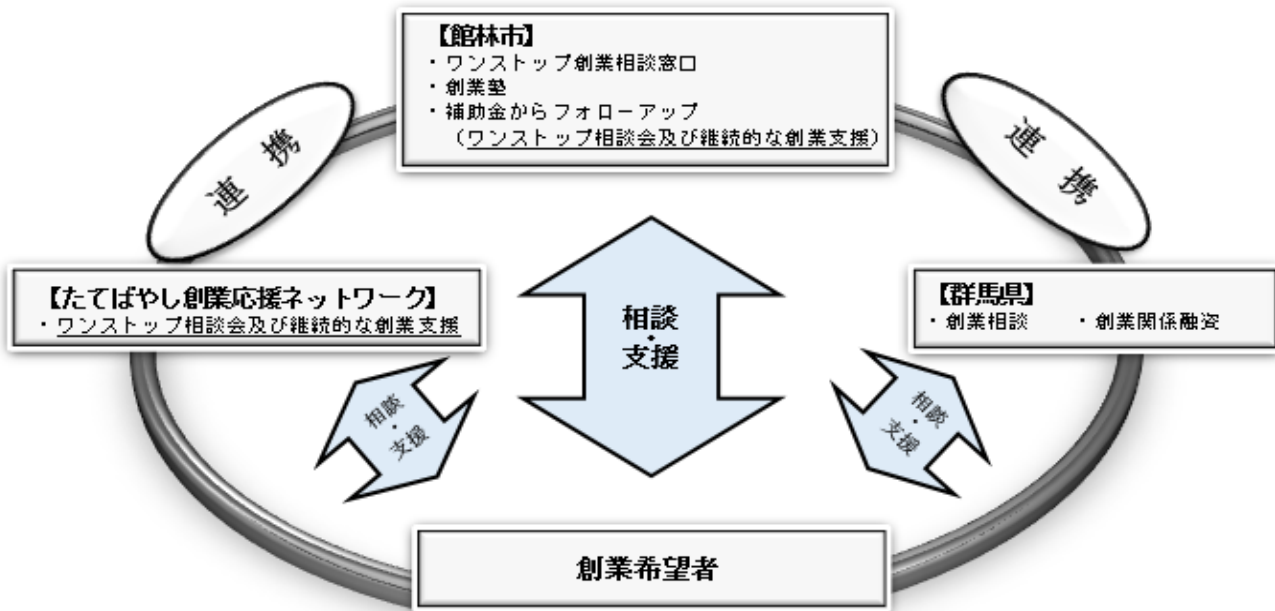 【館林市】
・ワンストップ創業相談窓口
・創業塾
・補助金からフォローアップ
（ワンストップ相談会及び継続的な創業支援）
連携
連携
【たてばやし創業応援ネットワーク】
・ワンストップ相談会及び継続的な創業支援
【群馬県】
・創業相談　・創業関係融資
相談
・
支援
相談
・
支援
相談
・
支援
創業希望者